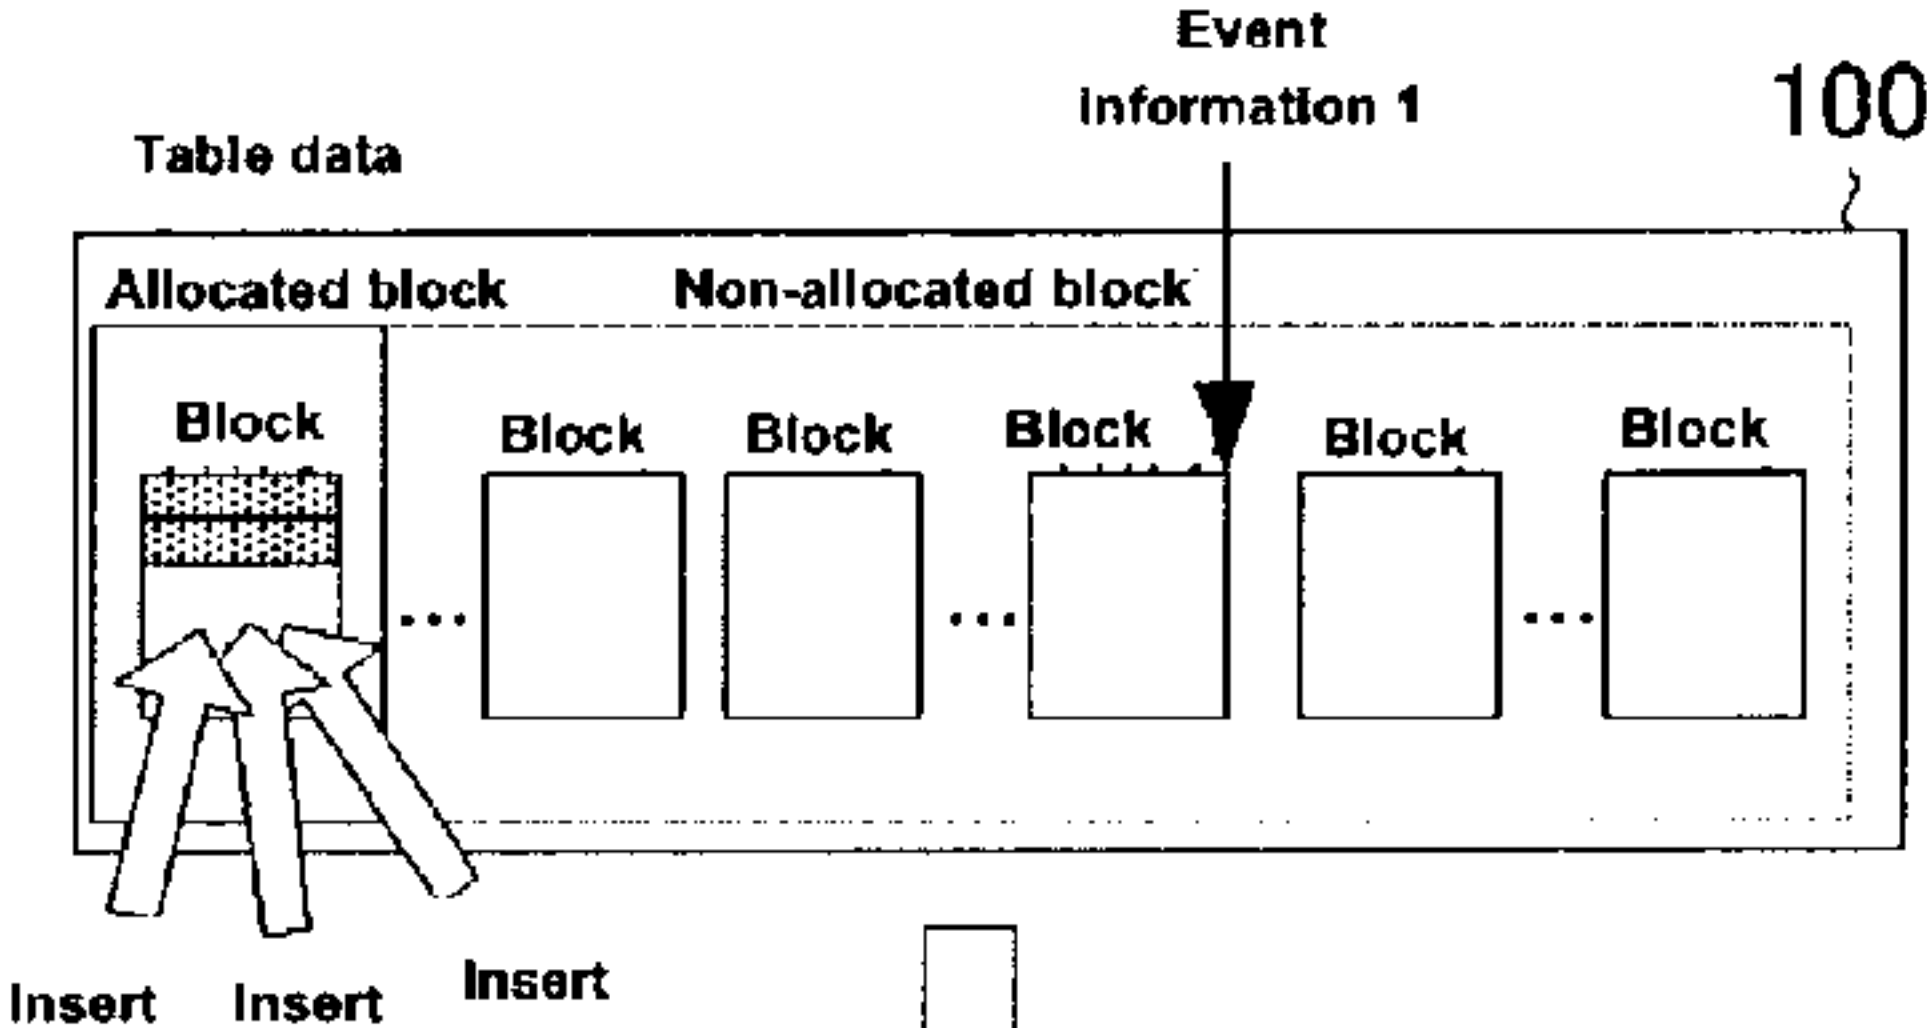 Event
information 1
100
Table data
Allocated block
Non-allocated block
Block
Block
Block
Block
Block
Block
Insert
Insert
Insert